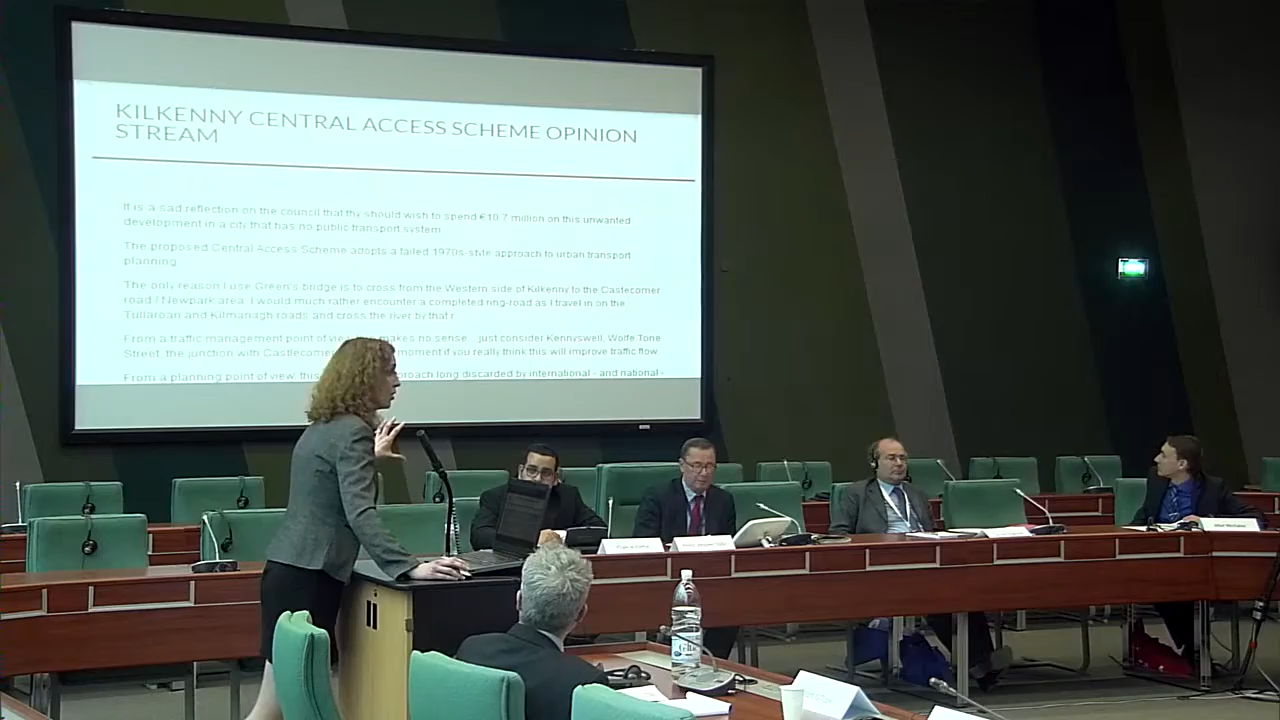 KILKENNY CENTRAL ACCESS SCHEME OPINION
STREAM
It is a sad reflection on the council that thy should wish to spend €10.7 million on this unwanted
development in a city that has no public transport system
The proposed Central Access Scheme adopts a failed 1970s-style approach to urban transport
planning.
The only reason I use Green's bridge is to cross from the Western side of Kilkenny to the Castlecomer
road / Newpark area. I would much rather encounter a completed ring-road as I travel in on the
Tullaroan and Kilmanagh roads and cross the river by that r
From a traffic management point of makes no sense... just consider Kennyswell, Wolfe Tone
Street, the junction with Castlecomer moment if you really think this will improve traffic flow
From a planning point of view, this long discarded by international - and national -